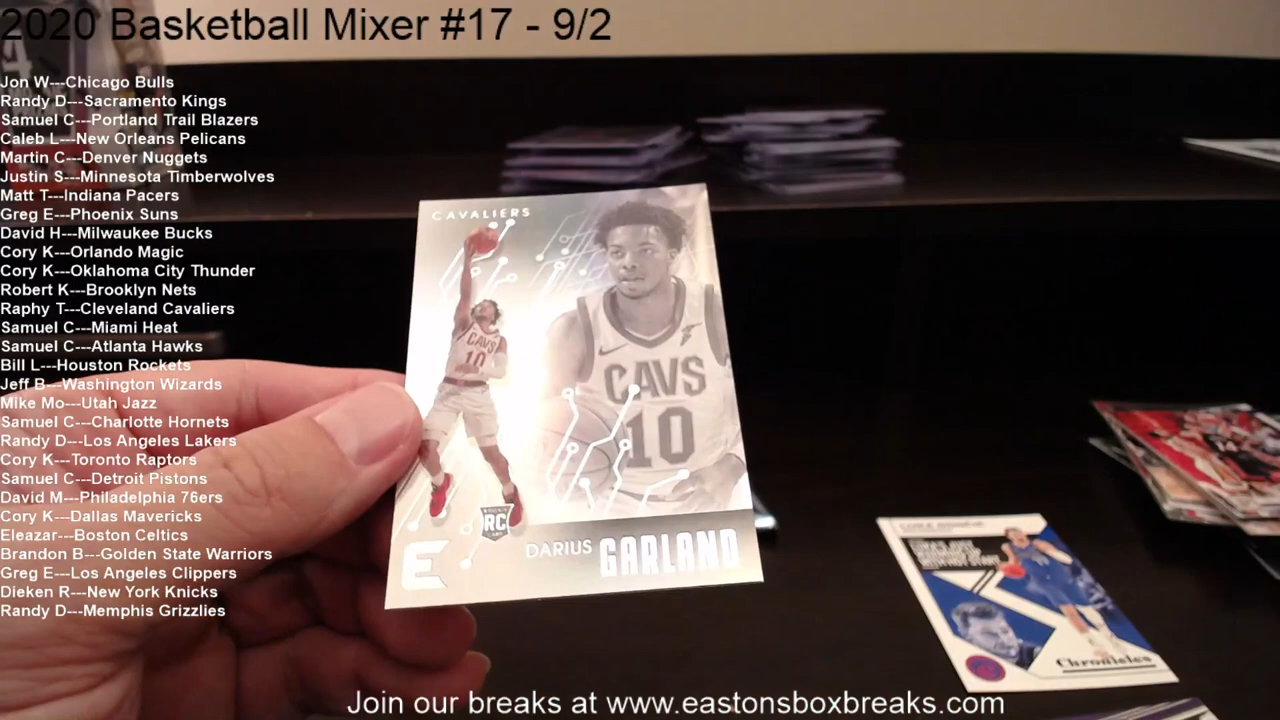 2020 Basketball Mixer #17 - 9/2
Jon W---Chicago Bulls
Randy D---Sacramento Kings
Samuel C---Portland Trail Blazers
Caleb L---New Orleans Pelicans
Martin C---Denver Nuggets
Justin S---Minnesota Timberwolves
Matt T---Indiana Pacers
Greg E---Phoenix Suns
David H---Milwaukee Bucks
Cory K---Orlando Magic
Cory K---Oklahoma City Thunder
Robert K---Brooklyn Nets
Raphy T---Cleveland Cavaliers
Samuel C---Miami Heat
Samuel C---Atlanta Hawks
Bill L---Houston Rockets
Jeff B---Washington Wizards
Mike Mo---Utah Jazz
Samuel C---Charlotte Hornets
Randy D---Los Angeles Lakers
Cory K---Toronto Raptors
Samuel C---Detroit Pistons
David M---Philadelphia 76ers
Cory K---Dallas Mavericks
Eleazar---Boston Celtics
Brandon B---Golden State Warriors
Greg E---Los Angeles Clippers
Dieken R---New York Knicks
Randy D---Memphis Grizzlies
CAVALIERS
CAVS
10
CAVS
10
RC
E
DARIUS GARLAND
Chronicles
Join our breaks at www.eastonsboxbreaks.com